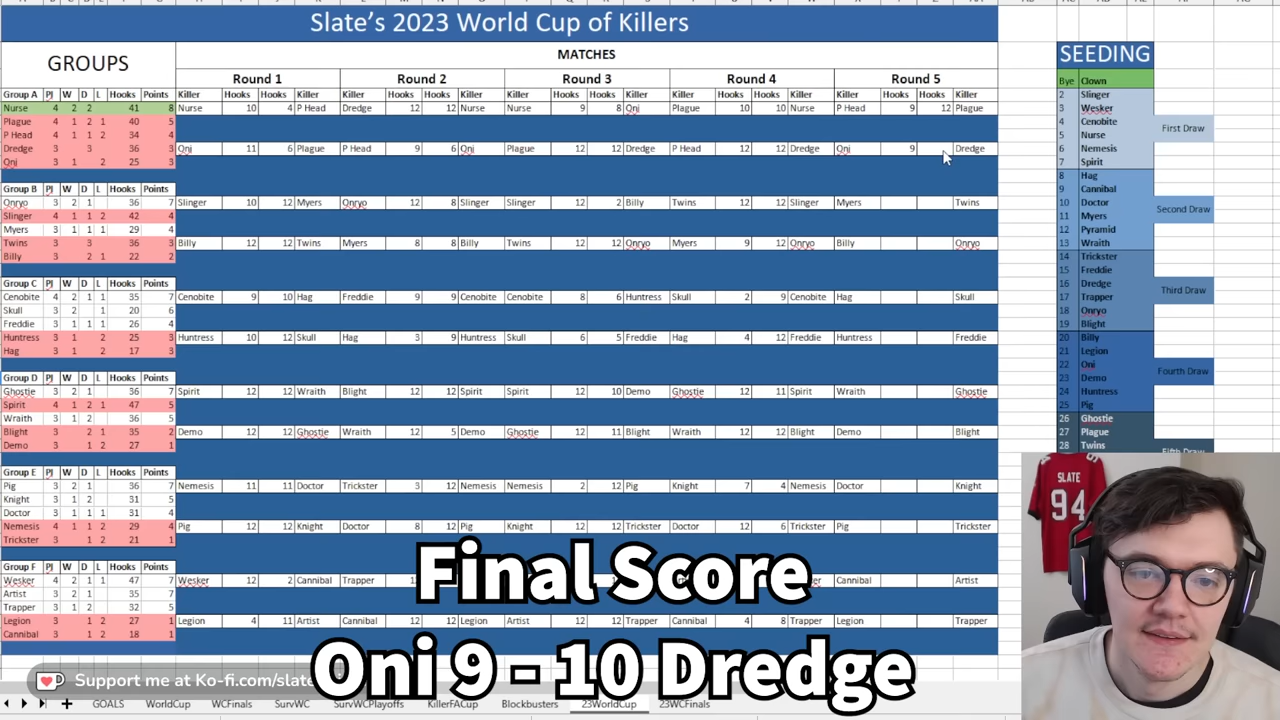 Slate's 2023 World Cup of Killers
GROUPS
MATCHES
SEEDING
Round 1 Round 2 Round 3 Round 4 Round 5
Bye Clown
Group A PJ W D L Hooks Points Killer Hooks Hooks Killer Killer Hooks Hooks Killer Killer Hooks Hooks Killer Killer Hooks Hooks Killer Killer Hooks Hooks Killer
2 Slinger
Nurse 4 2 2 41 8 Nurse 10 4 P Head Dredge 12 12 Nurse Nurse 9 8 Oni Plague 10 10 Nurse P Head 9 12 Plague
3 Wesker
Plague 4 1 2 1 40 5
4 Cenobite
First Draw
P Head 4 1 1 2 34 4
5 Nurse
Dredge 3 3 36 3 Oni 11 6 Plague P Head 9 6 Oni Plague 12 12 Dredge P Head 12 12 Dredge Oni 9 Dredge
6 Nemesis
Oni 3 1 2 25 3
7 Spirit
8 Hag
Group B PJ W D L Hooks Points
9 Cannibal
Onryo 3 2 1 36 7 Slinger 10 12 Myers Onryo 12 8 Slinger Slinger 12 2 Billy Twins 12 12 Slinger Myers Twins
10 Doctor
Second Draw
Slinger 4 1 1 2 42 4
11 Myers
Myers 3 1 1 1 29 4
12 Pyramid
Twins 3 3 36 3 Billy 12 12 Twins Myers 8 8 Billy Twins 12 12 Onryo Myers 9 12 Onryo Billy Onryo
13 Wraith
Billy 3 2 1 22 2
14 Trickster
15 Freddie
Group C PJ W D L Hooks Points
16 Dredge
Third Draw
Cenobite 4 2 1 1 35 7 Cenobite 9 10 Hag Freddie 9 9 Cenobite Cenobite 8 6 Huntress Skull 2 9 Cenobite Hag Skull
17 Trapper
Skull 3 2 1 20 6
18 Onryo
Freddie 3 1 1 1 26 4
19 Blight
Huntress 3 1 2 25 3 Huntress 10 12 Skull Hag 3 9 Huntress Skull 6 5 Freddie Hag 4 12 Freddie Huntress Freddie
20 Billy
Hag 3 1 2 17 3
21 Legion
22 Oni
Fourth Draw
Group D PJ W D L Hooks Points
23 Demo
Ghostie 3 2 1 36 7 Spirit 12 12 Wraith Blight 12 12 Spirit Spirit 12 10 Demo Ghostie 12 11 Spirit Wraith Ghostie
24 Huntress
Spirit 4 1 2 1 47 5
25 Pig
Wraith 3 1 2 36 5
26 Ghostie
Blight 3 2 1 35 2 Demo 12 12 Ghostie Wraith 12 5 Demo Ghostie 12 11 Blight Wraith 12 12 Blight Demo Blight
27 Plague
Demo 3 1 2 27 1
28 Twins
Group E PJ W D L Hooks Points
Pig 3 2 1 36 7 Nemesis 11 11 Doctor Trickster 3 12 Nemesis Nemesis 2 12 Pig Knight 7 4 Nemesis Doctor Knight
Knight 3 1 2 31 5
Doctor 3 1 1 1 31 4
Nemesis 4 1 1 2 29 4 Pig 12 12 Knight Doctor 8 12 Pig Knight 12 12 Trickster Doctor 12 6 Trickster Pig Trickster
Trickster 3 1 2 21 1
Group F PJ W D L Hooks Points
Wesker 4 2 1 1 47 7 Wesker 12 2 Cannibal Trapper Cannibal Artist
Artist 3 2 1 35 7
Trapper 3 1 2 32 5
Legion 3 1 2 27 1 Legion 4 11 Artist Cannibal 12 12 Legion Artist 12 12 Trapper Cannibal 4 8 Trapper Legion Trapper
Cannibal 3 1 2 18 1
SLATE
94
Final Score
Oni 9 - 10 Dredge
Support me at Ko-fi.com/slate
GOALS WorldCup WCFinals SurvWC SurvWCPlayoffs KillerFACup Blockbusters 23WorldCup 23WCFinals